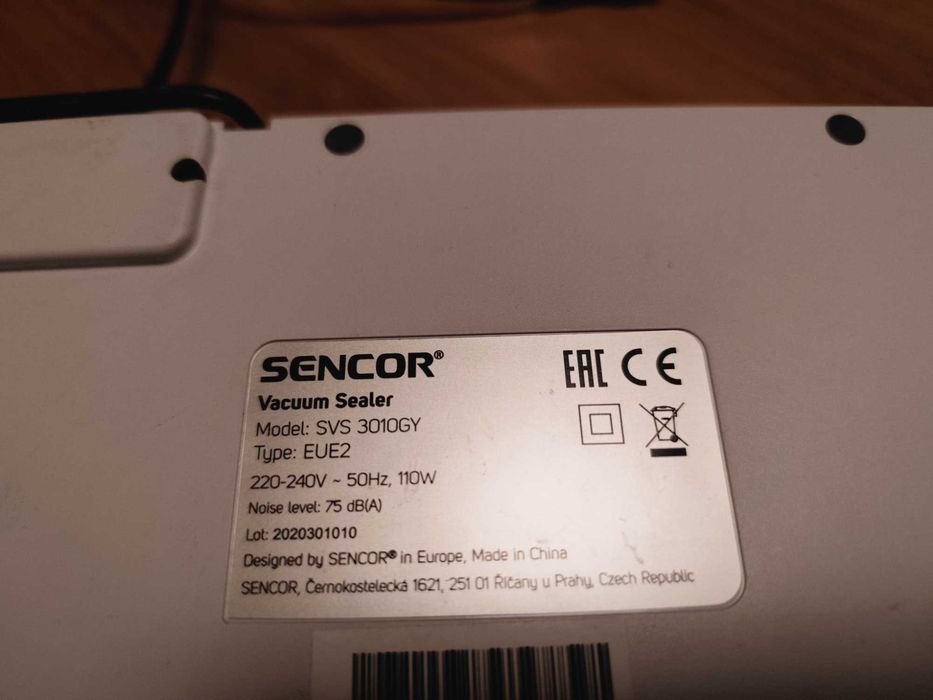 SENCOR®
EAC CE
Vacuum Sealer
Model: SVS 3010GY
Type: EUE2
220-240V ~ 50Hz, 110W
Noise level: 75 dB(A)
Lot: 2020301010
Designed by SENCOR® in Europe, Made in China
SENCOR, Černokostelecká 1621, 251 01 Říčany u Prahy, Czech Republic